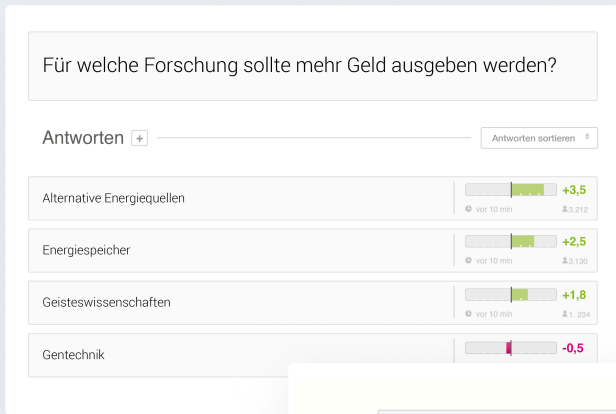 Für welche Forschung sollte mehr Geld ausgeben werden?
Antworten +
Antworten sortieren
Alternative Energiequellen
+3,5
vor 10 min
3.212
Energiespeicher
+2,5
vor 10 min
3.130
Geisteswissenschaften
+1,8
vor 10 min
1. 234
Gentechnik
-0,5